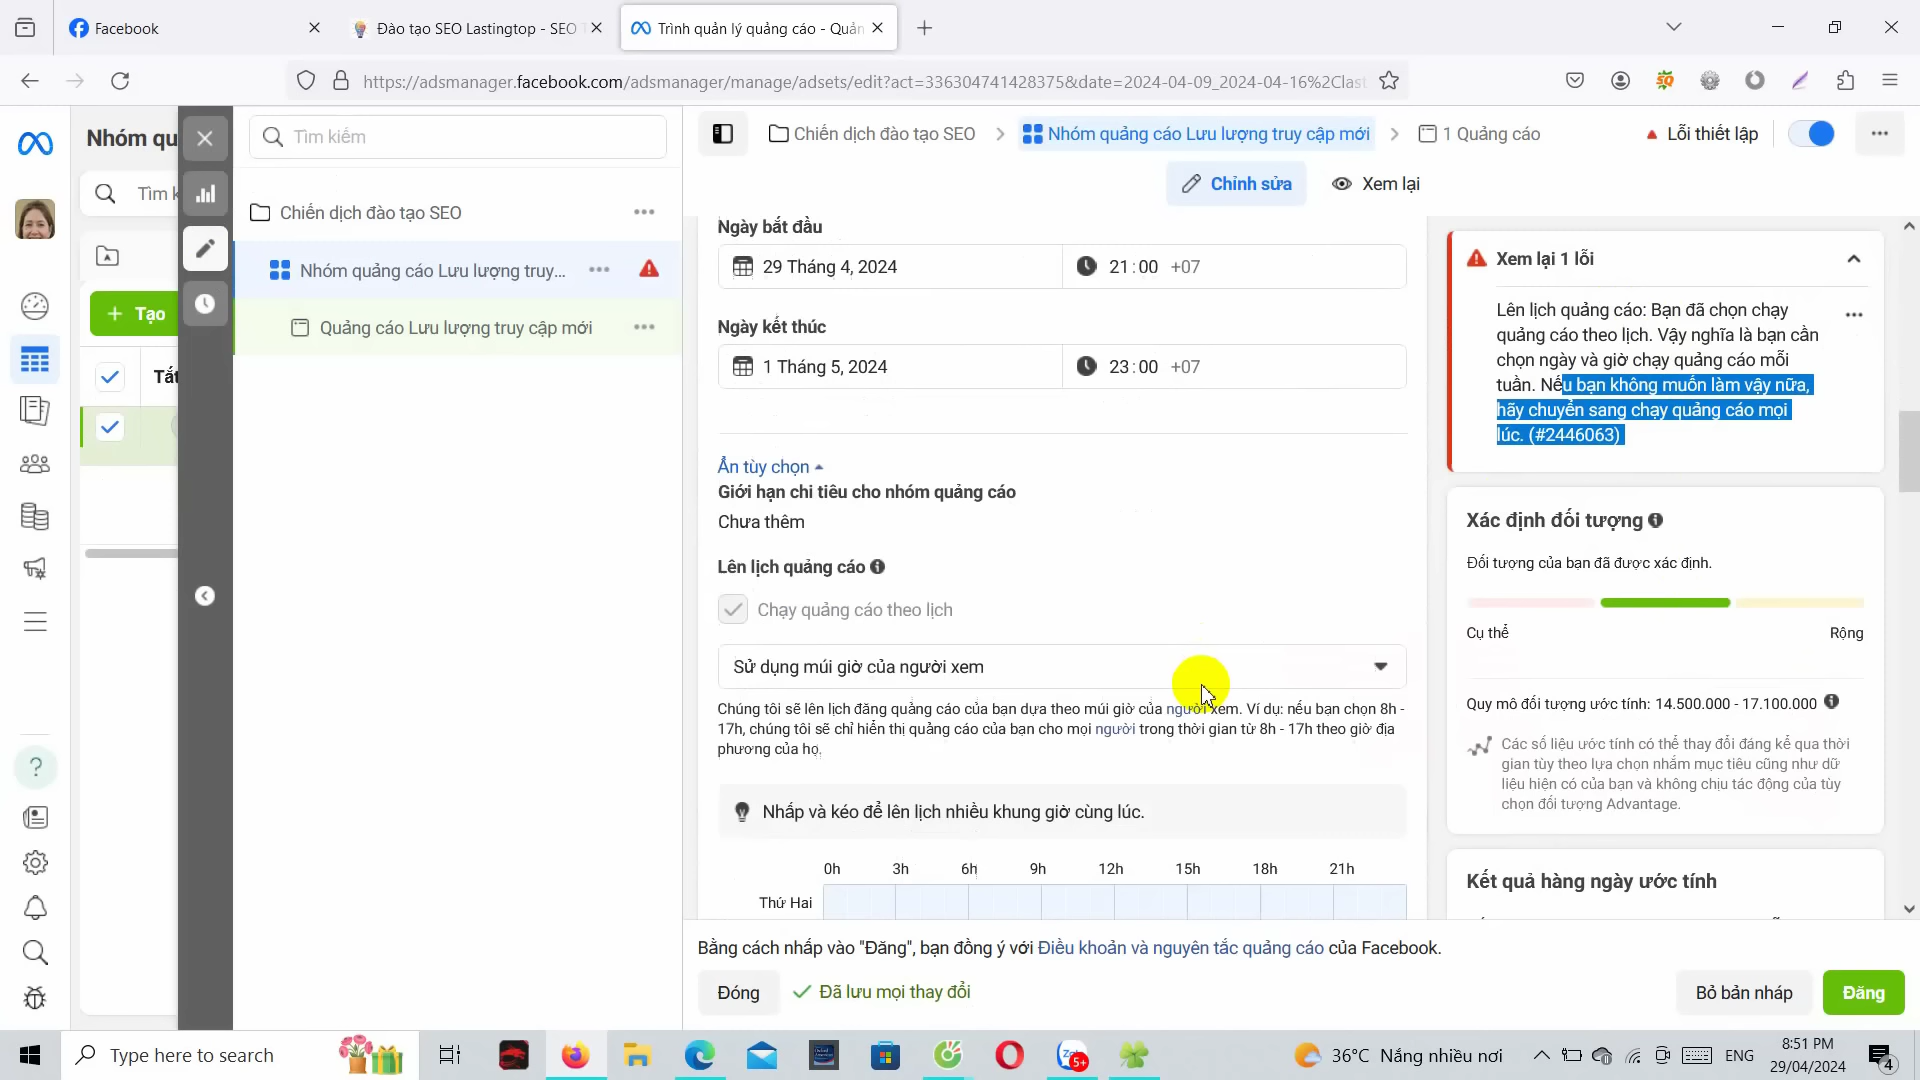 Facebook
Đào tạo SEO Lastingtop - SEO T
Trình quản lý quảng cáo - Quản
https://adsmanager.facebook.com/adsmanager/manage/adsets/edit?act=336304741428375&date=2024-04-09_2024-04-16%2Clast
Nhóm qu
Tìm k
Tạo
Tắt
Tìm kiếm
Chiến dịch đào tạo SEO
Nhóm quảng cáo Lưu lượng truy...
Quảng cáo Lưu lượng truy cập mới
Chiến dịch đào tạo SEO
Nhóm quảng cáo Lưu lượng truy cập mới
1 Quảng cáo
Lỗi thiết lập
Chỉnh sửa
Xem lại
Ngày bắt đầu
29 Tháng 4, 2024
21:00 +07
Ngày kết thúc
1 Tháng 5, 2024
23:00 +07
Ẩn tùy chọn
Giới hạn chi tiêu cho nhóm quảng cáo
Chưa thêm
Lên lịch quảng cáo
Chạy quảng cáo theo lịch
Sử dụng múi giờ của người xem
Chúng tôi sẽ lên lịch đăng quảng cáo của bạn dựa theo múi giờ của người xem. Ví dụ: nếu bạn chọn 8h -
17h, chúng tôi sẽ chỉ hiển thị quảng cáo của bạn cho mọi người trong thời gian từ 8h - 17h theo giờ địa
phương của họ.
Nhấp và kéo để lên lịch nhiều khung giờ cùng lúc.
0h 3h 6h 9h 12h 15h 18h 21h
Thứ Hai
Xem lại 1 lỗi
Lên lịch quảng cáo: Bạn đã chọn chạy
quảng cáo theo lịch. Vậy nghĩa là bạn cần
chọn ngày và giờ chạy quảng cáo mỗi
tuần. Nếu bạn không muốn làm vậy nữa,
hãy chuyển sang chạy quảng cáo mọi
lúc. (#2446063)
Xác định đối tượng
Đối tượng của bạn đã được xác định.
Cụ thể
Rộng
Quy mô đối tượng ước tính: 14.500.000 - 17.100.000
Các số liệu ước tính có thể thay đổi đáng kể qua thời
gian tùy theo lựa chọn nhắm mục tiêu cũng như dữ
liệu hiện có của bạn và không chịu tác động của tùy
chọn đối tượng Advantage.
Kết quả hàng ngày ước tính
Bằng cách nhấp vào "Đăng", bạn đồng ý với Điều khoản và nguyên tắc quảng cáo của Facebook.
Đóng
Đã lưu mọi thay đổi
Bỏ bản nháp
Đăng
Type here to search
36°C Nắng nhiều nơi
ENG
8:51 PM
29/04/2024
4